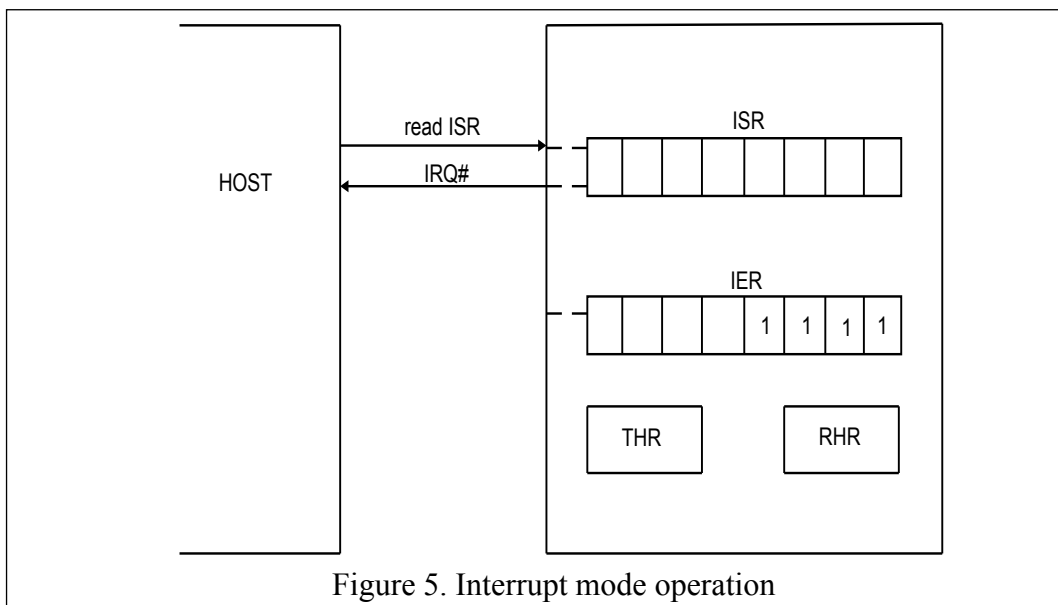 read ISR
ISR
HOST
IRQ#
IER
1 1 1 1
THR RHR
Figure 5. Interrupt mode operation